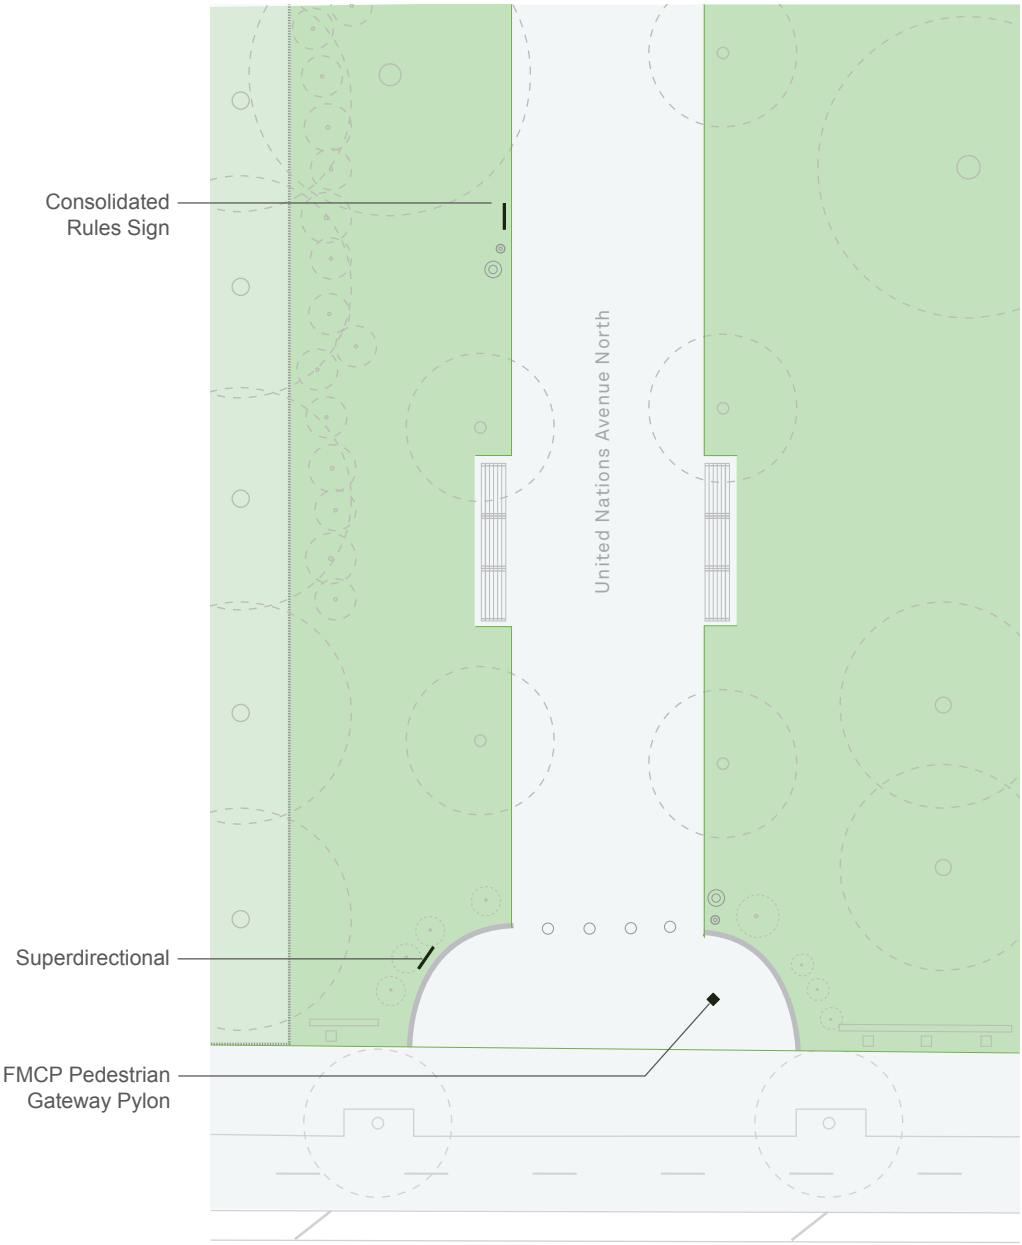 Consolidated
Rules Sign
United Nations Avenue North
Superdirectional
FMCP Pedestrian
Gateway Pylon